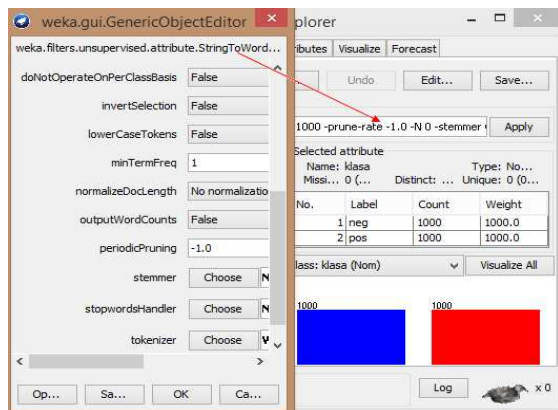 weka.gui.GenericObjectEditor
weka.filters.unsupervised.attribute.StringToWord...
doNotOperateOnPerClassBasis False
invertSelection False
lowerCaseTokens False
minTermFreq 1
normalizeDocLength No normalizatio
outputWordCounts False
periodicPruning -1.0
stemmer Choose N
stopwordsHandler Choose N
tokenizer Choose
Op... Sa... OK Ca...
plorer
ributes Visualize Forecast
Undo Edit... Save...
1000 -prune-rate -1.0 -N 0 -stemmer Apply
Selected attribute
Name: klasa Type: No...
Missi... 0 (... Distinct: ... Unique: 0 (0...
No. Label Count Weight
1 neg 1000 1000.0
2 pos 1000 1000.0
lass: klasa (Nom) Visualize All
1000 1000
Log x 0